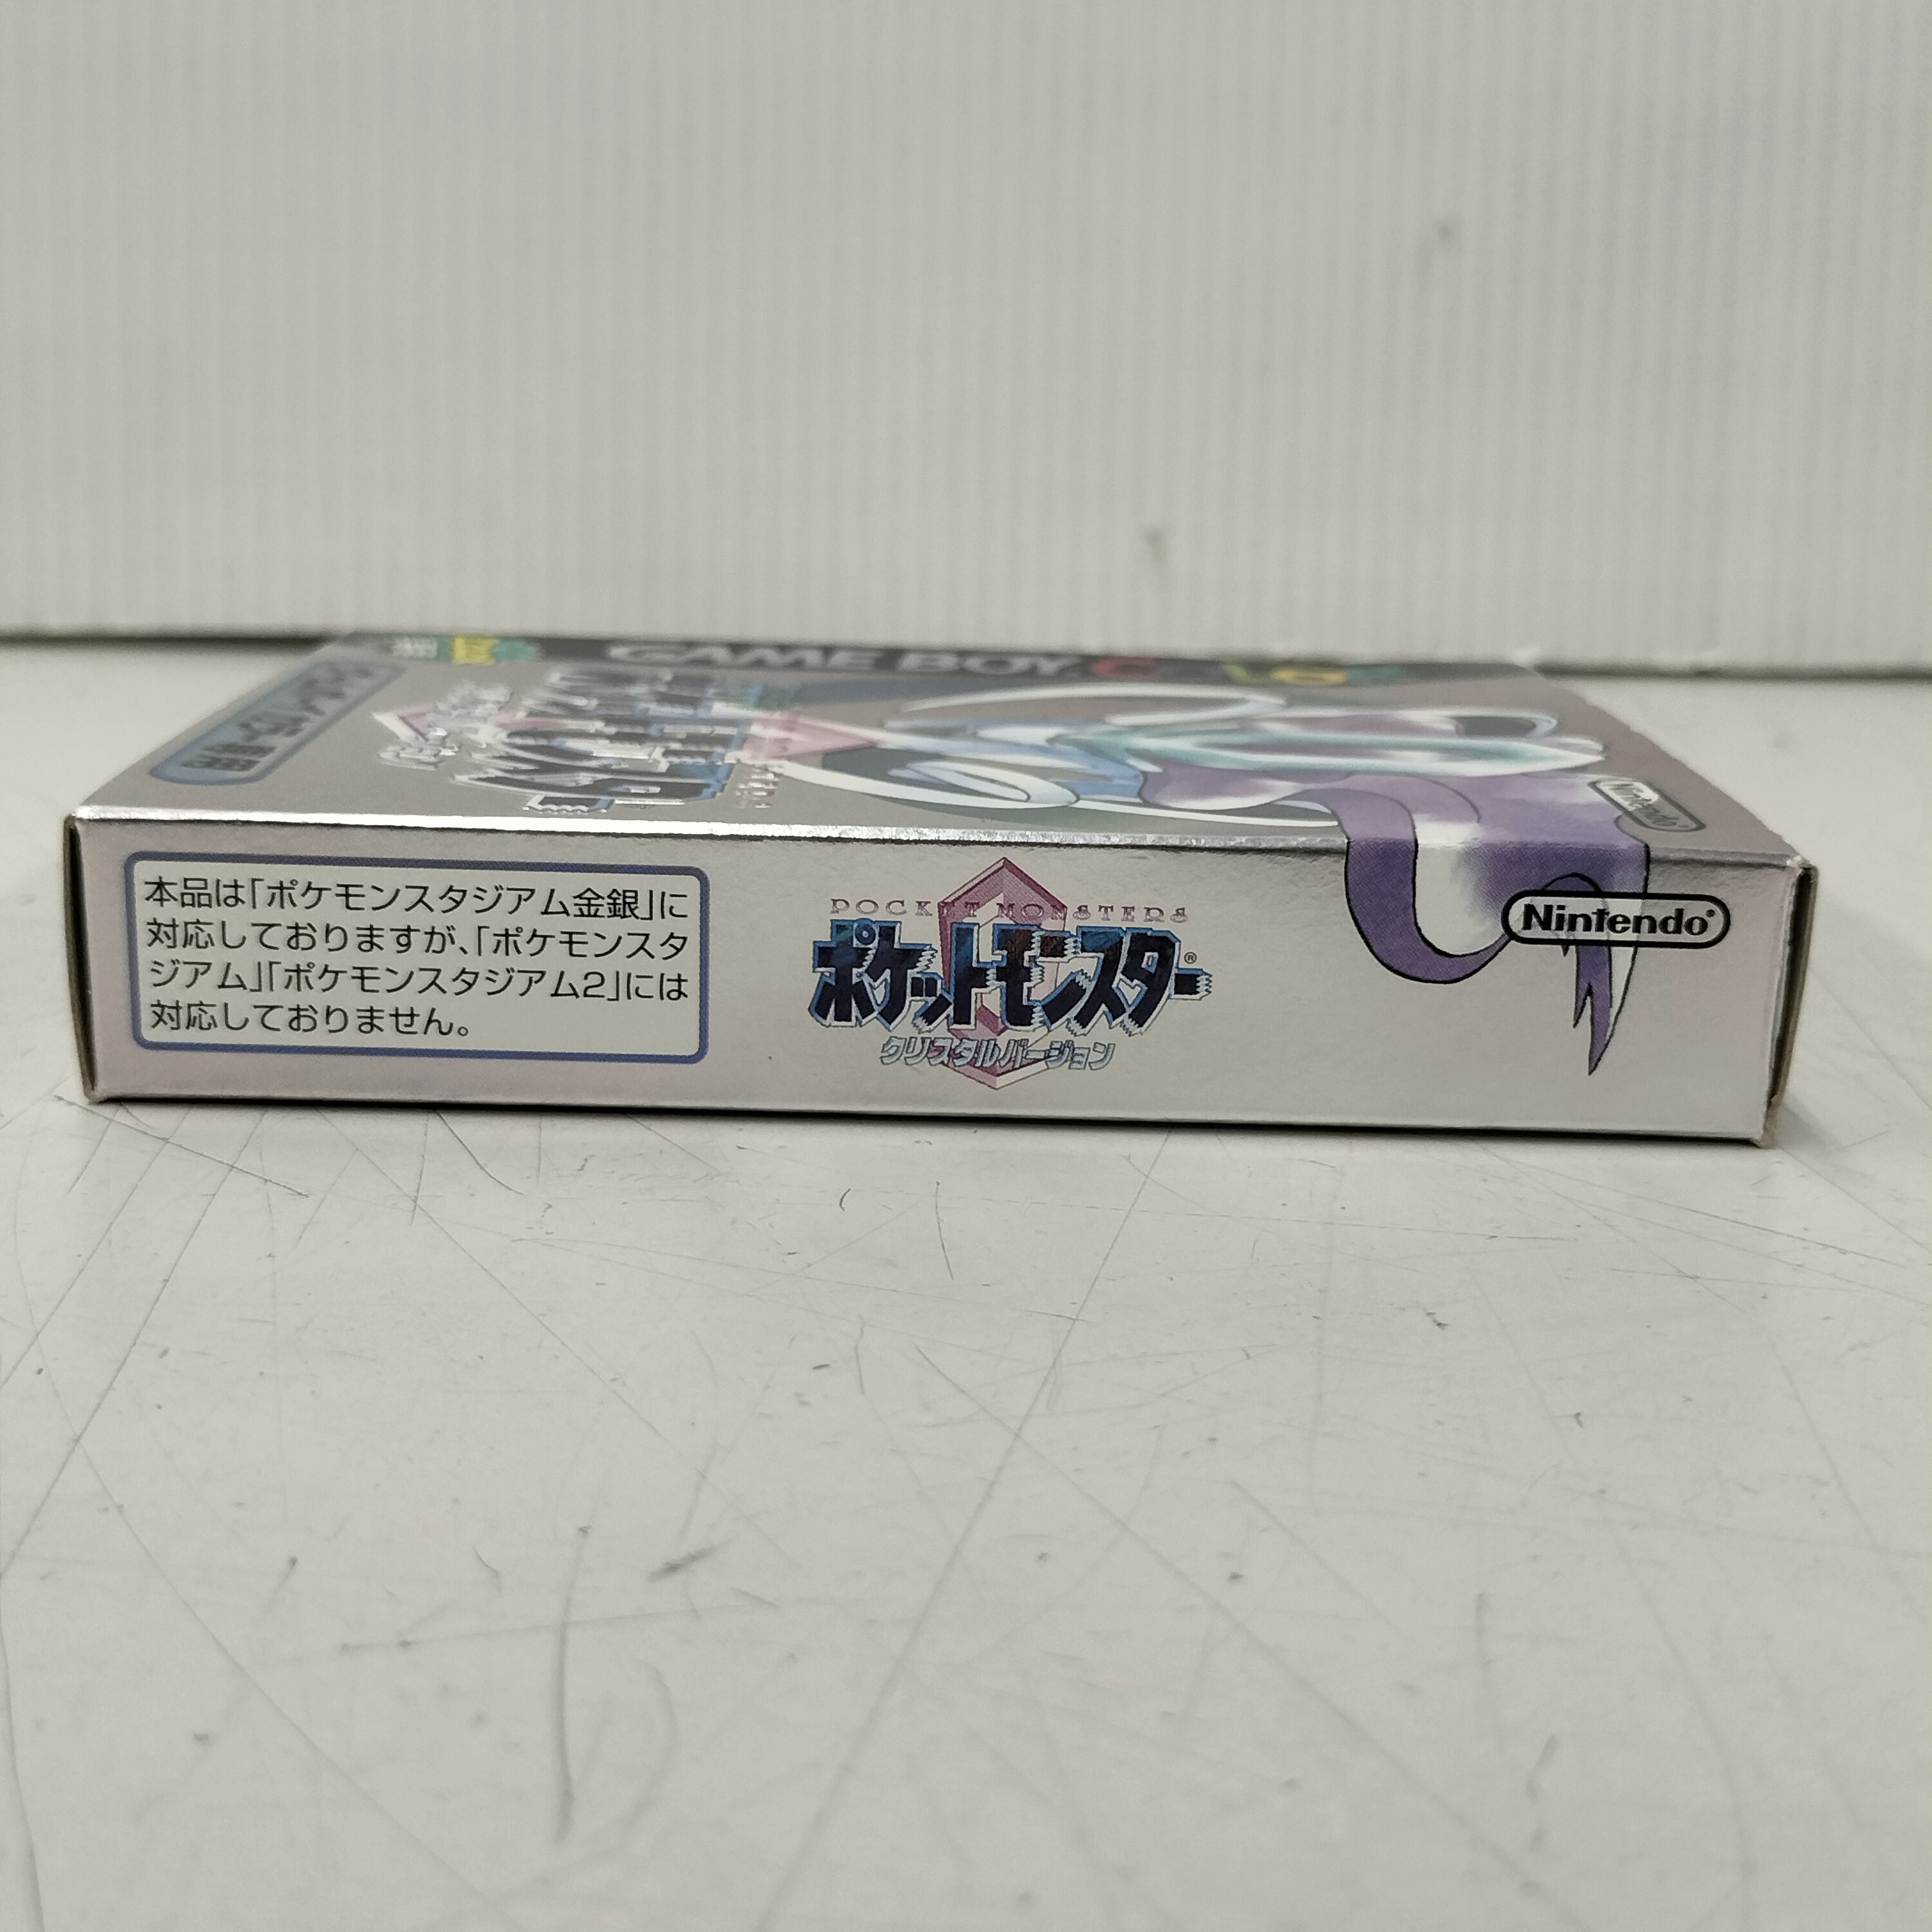 GAME BOY COLOR
Nintendo
本品は「ポケモンスタジアム金銀」に
対応しておりますが、「ポケモンスタ
ジアム」「ポケモンスタジアム2」には
対応しておりません。
POCKET MONSTERS
ポケットモンスター®
クリスタルバージョン
Nintendo®